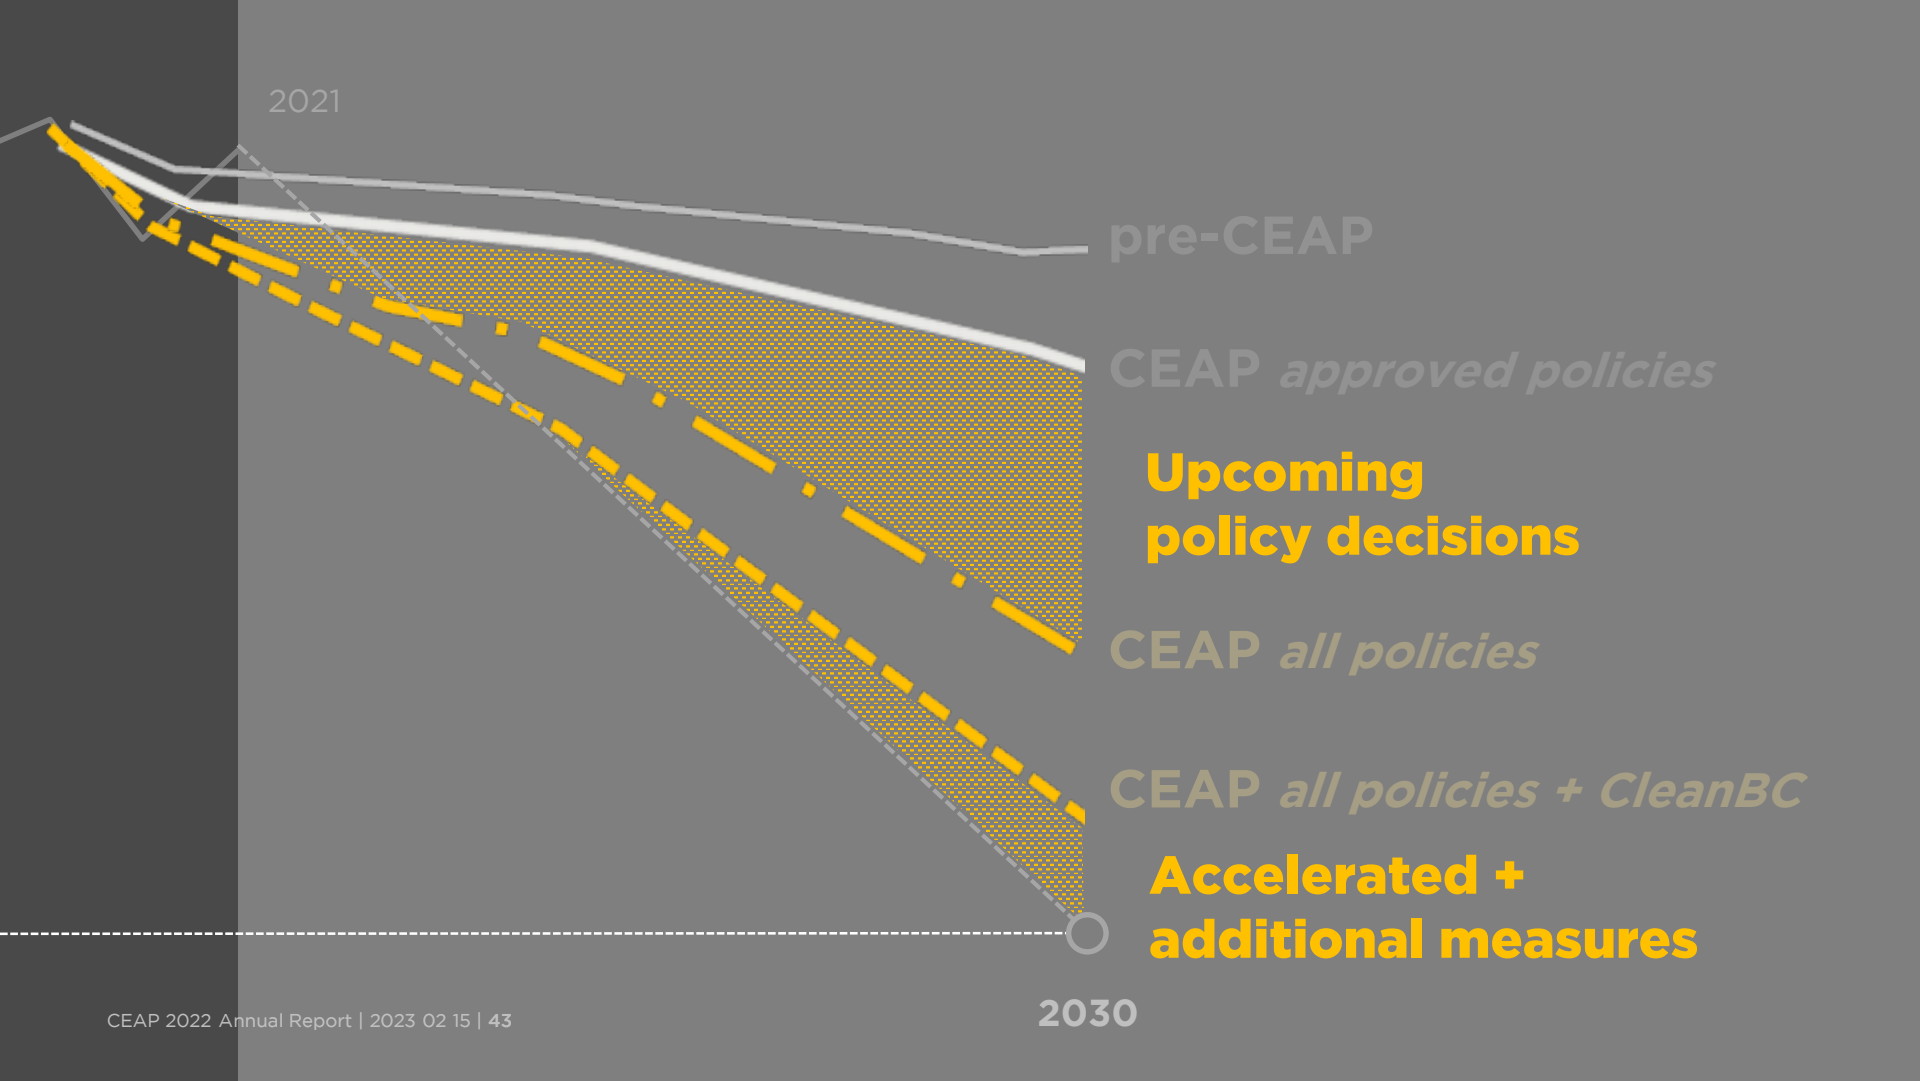 2021
pre-CEAP
CEAP approved policies
Upcoming
policy decisions
CEAP all policies
CEAP all policies + CleanBC
Accelerated +
additional measures
2030
CEAP 2022 Annual Report | 2023 02 15 | 43